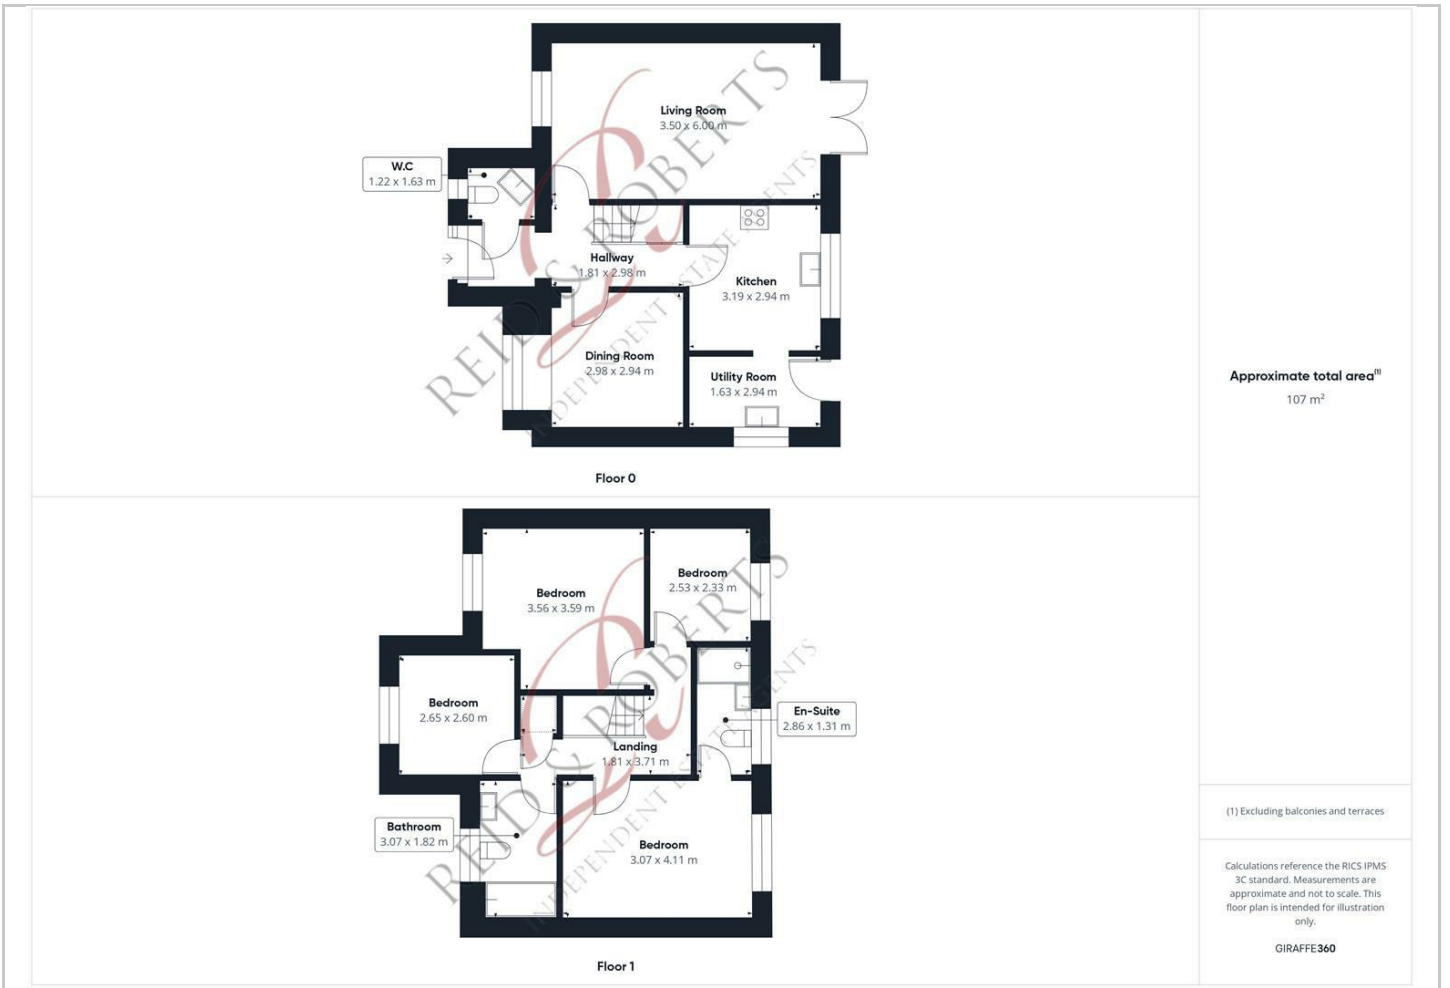 Living Room
3.50 x 6.00 m
W.C
1.22 x 1.63 m
Hallway
1.81 x 2.98 m
Kitchen
3.19 x 2.94 m
Dining Room
2.98 x 2.94 m
Utility Room
1.63 x 2.94 m
REID & ROBERTS
INDEPENDENT ESTATE AGENTS
Floor 0
Approximate total area(1)
107 m²
Bedroom
3.56 x 3.59 m
Bedroom
2.53 x 2.33 m
Bedroom
2.65 x 2.60 m
En-Suite
2.86 x 1.31 m
Landing
1.81 x 3.71 m
Bathroom
3.07 x 1.82 m
Bedroom
3.07 x 4.11 m
REID & ROBERTS
INDEPENDENT ESTATE AGENTS
Floor 1
(1) Excluding balconies and terraces
Calculations reference the RICS IPMS
3C standard. Measurements are
approximate and not to scale. This
floor plan is intended for illustration
only.
GIRAFFE360